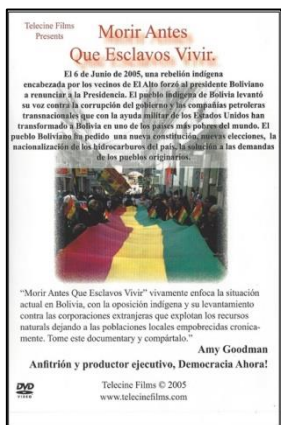 Telecine Films
Presents
Morir Antes
Que Esclavos Vivir.
El 6 de Junio de 2005, una rebelión indígena
encabezada por los vecinos de El Alto forzó al presidente Boliviano
a renunciar a la Presidencia. El pueblo indígena de Bolivia levantó
su voz contra la corrupción del gobierno y las compañías petroleras
transnacionales que con la ayuda militar de los Estados Unidos han
transformado a Bolivia en uno de los países más pobres del mundo. El
pueblo Boliviano ha pedido una nueva constitución, nuevas elecciones, la
nacionalización de los hidrocarburos del país, la solución a las demandas
de los pueblos originarios.
“Morir Antes Que Esclavos Vivir” vivamente enfoca la situación
actual en Bolivia, con la oposición indígena y su levantamiento
contra las corporaciones extranjeras que explotan los recursos
naturales dejando a las poblaciones locales empobrecidas cronica-
mente. Tome este documentary y compártalo.”
Amy Goodman
Anfitrión y productor ejecutivo, Democracia Ahora!
DVD
VIDEO
Telecine Films © 2005
www.telecinefilms.com